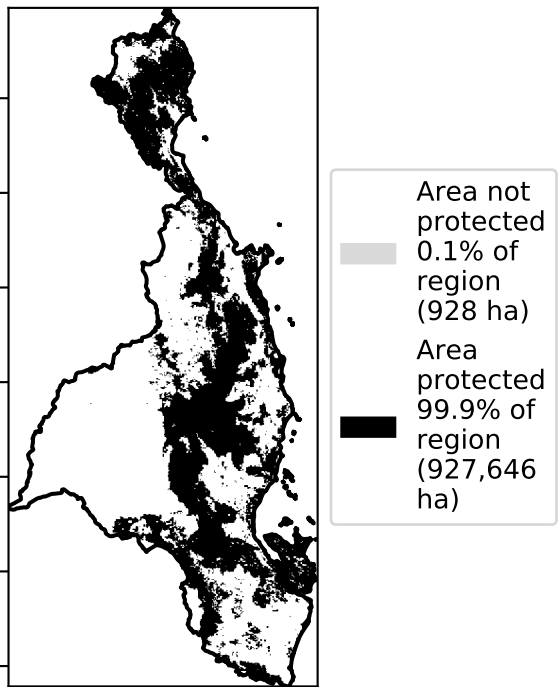 Area not
protected
0.1% of
region
(928 ha)
Area
protected
99.9% of
region
(927,646
ha)